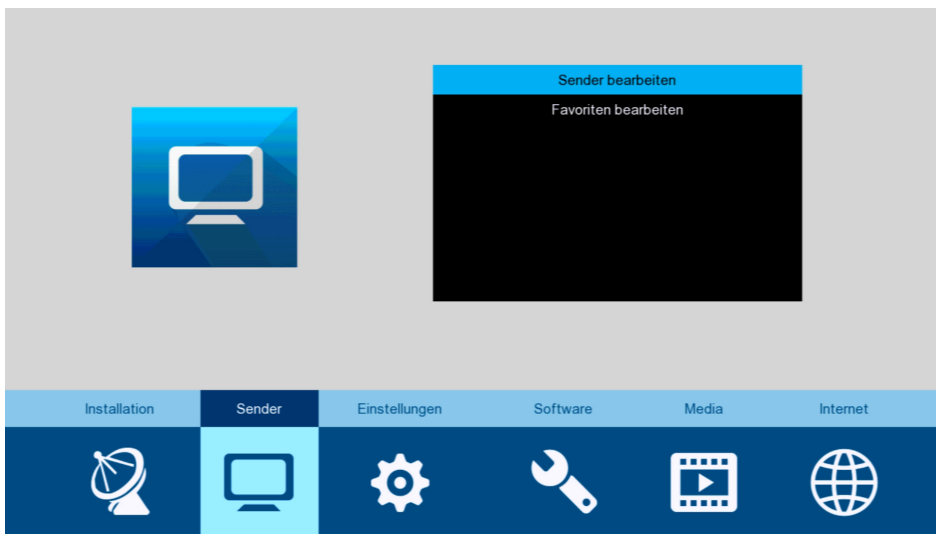 Sender bearbeiten
Favoriten bearbeiten
Installation Sender Einstellungen Software Media Internet